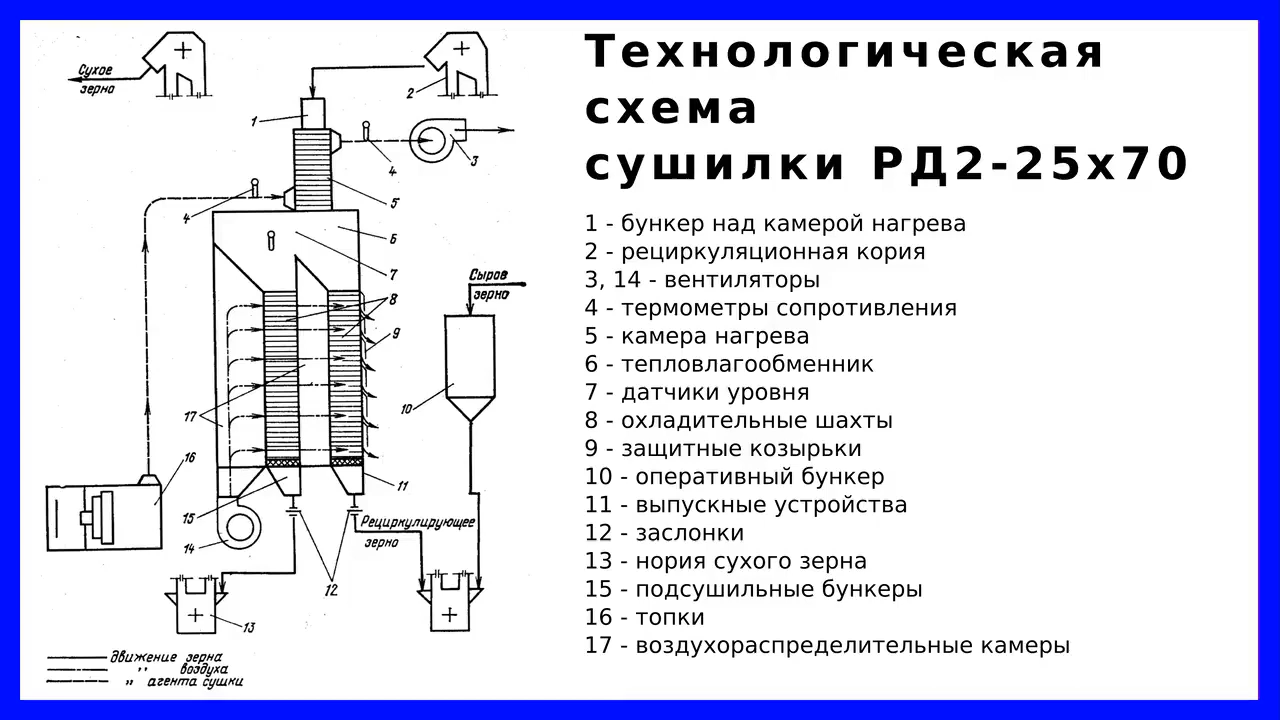 Технологическая
схема
сушилки РД2-25х70
1 - бункер над камерой нагрева
2 - рециркуляционная кория
3, 14 - вентиляторы
4 - термометры сопротивления
5 - камера нагрева
6 - тепловлагообменник
7 - датчики уровня
8 - охладительные шахты
9 - защитные козырьки
10 - оперативный бункер
11 - выпускные устройства
12 - заслонки
13 - нория сухого зерна
15 - подсушильные бункеры
16 - топки
17 - воздухораспределительные камеры
Сухое
зерно
2
1
3
4
4
5
6
7
Сырое
зерно
8
9
10
17
16
11
15
Рециркулирующее
14
зерно
12
13
движение зерна
" воздуха
" агента сушки